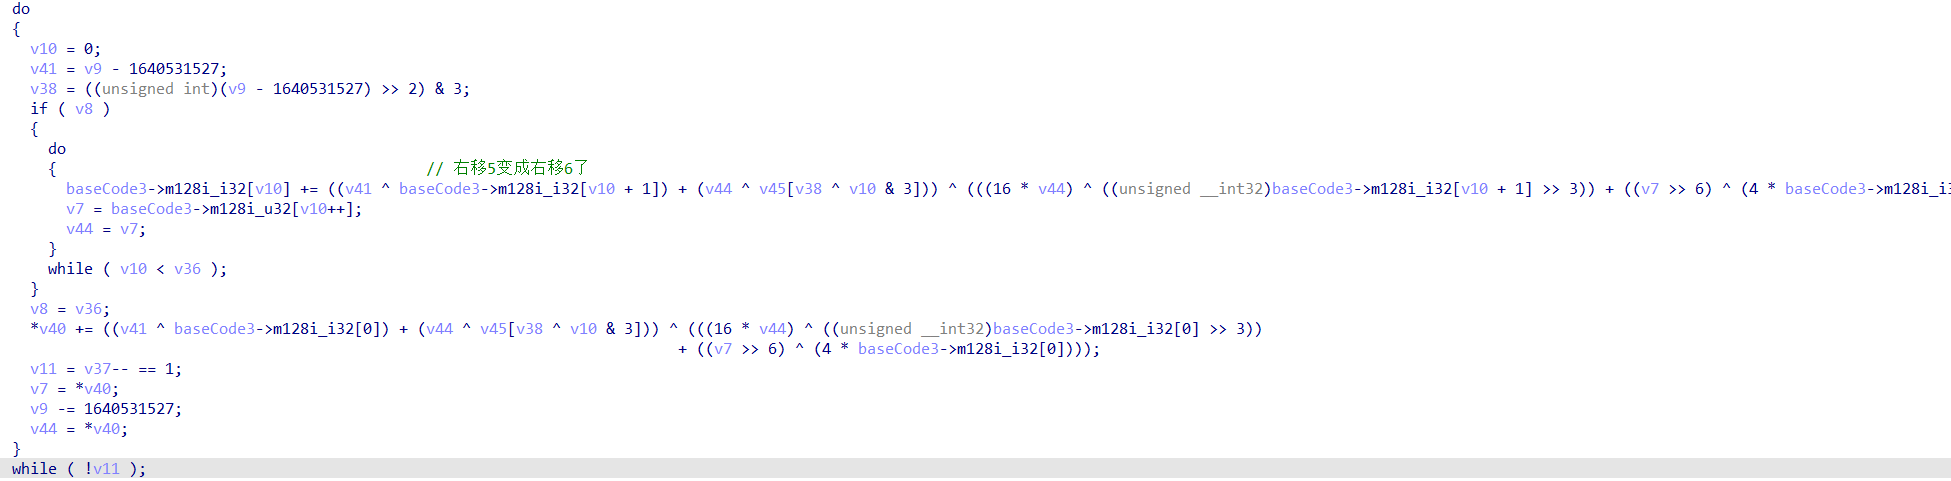 do
{
v10 = 0;
v41 = v9 - 1640531527;
v38 = ((unsigned int)(v9 - 1640531527) >> 2) & 3;
if ( v8 )
{
do
{ // 右移5变成右移6了
baseCode3->m128i_i32[v10] += ((v41 ^ baseCode3->m128i_i32[v10 + 1]) + (v44 ^ v45[v38 ^ v10 & 3])) ^ (((16 * v44) ^ ((unsigned __int32)baseCode3->m128i_i32[v10 + 1] >> 3)) + ((v7 >> 6) ^ (4 * baseCode3->m128i_i3
v7 = baseCode3->m128i_u32[v10++];
v44 = v7;
}
while ( v10 < v36 );
}
v8 = v36;
*v40 += ((v41 ^ baseCode3->m128i_i32[0]) + (v44 ^ v45[v38 ^ v10 & 3])) ^ (((16 * v44) ^ ((unsigned __int32)baseCode3->m128i_i32[0] >> 3))
+ ((v7 >> 6) ^ (4 * baseCode3->m128i_i32[0])));
v11 = v37-- == 1;
v7 = *v40;
v9 -= 1640531527;
v44 = *v40;
}
while ( !v11 );